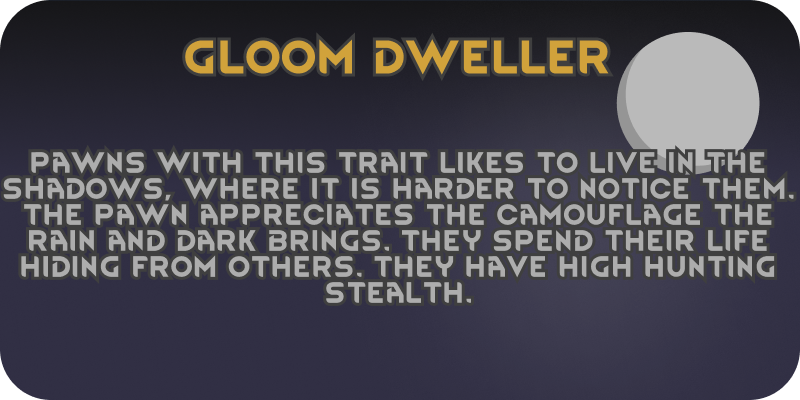 GLOOM DWELLER
PAWNS WITH THIS TRAIT LIKES TO LIVE IN THE
SHADOWS, WHERE IT IS HARDER TO NOTICE THEM.
THE PAWN APPRECIATES THE CAMOUFLAGE THE
RAIN AND DARK BRINGS. THEY SPEND THEIR LIFE
HIDING FROM OTHERS. THEY HAVE HIGH HUNTING
STEALTH.